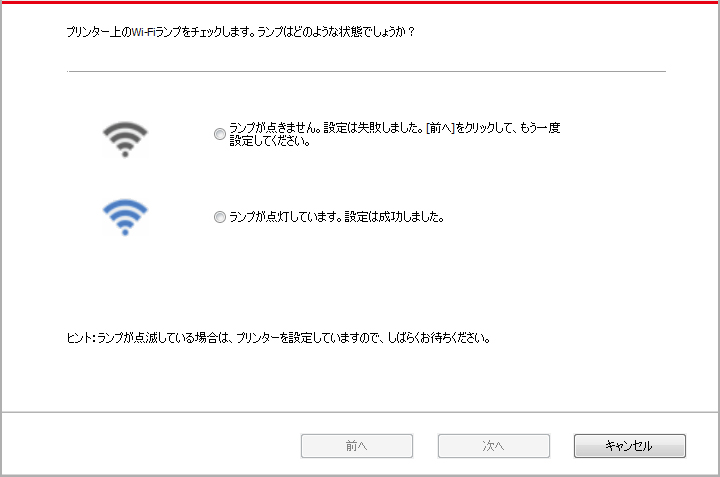 プリンター上のWi-Fiランプをチェックします。ランプはどのような状態でしょうか？
ランプが点きません。設定は失敗しました。[前へ]をクリックして、もう一度
設定してください。
ランプが点灯しています。設定は成功しました。
ヒント:ランプが点滅している場合は、プリンターを設定していますので、しばらくお待ちください。
前へ
次へ
キャンセル